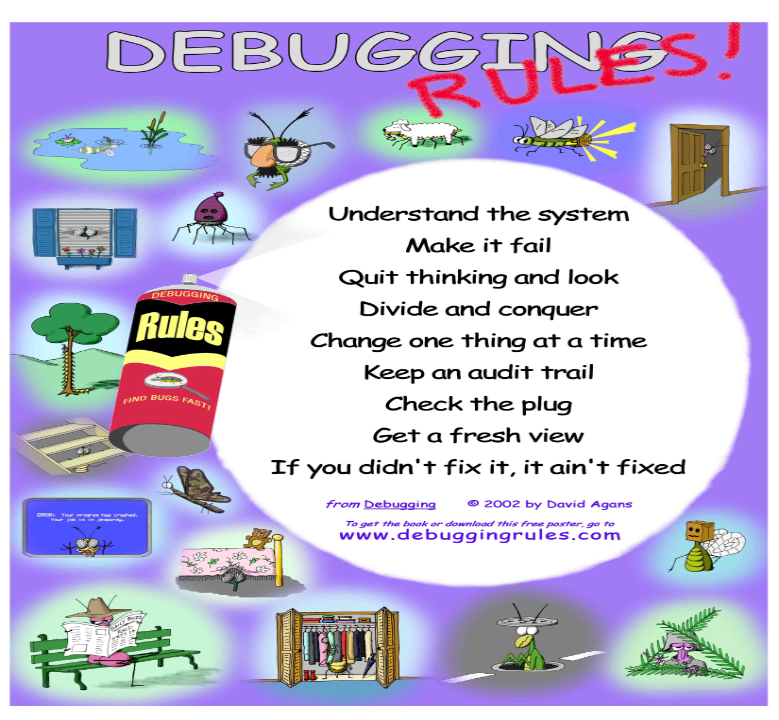 DEBUGGING
RULES!
Understand the system
Make it fail
Quit thinking and look
Divide and conquer
Change one thing at a time
Keep an audit trail
Check the plug
Get a fresh view
If you didn't fix it, it ain't fixed
from Debugging © 2002 by David Agans
To get the book or download this free poster, go to
www.debuggingrules.com
DEBUGGING
Rules
FIND BUGS FAST!
ERROR: Your program has crashed.
Your job is in jeopardy.
DAILY BUZZ